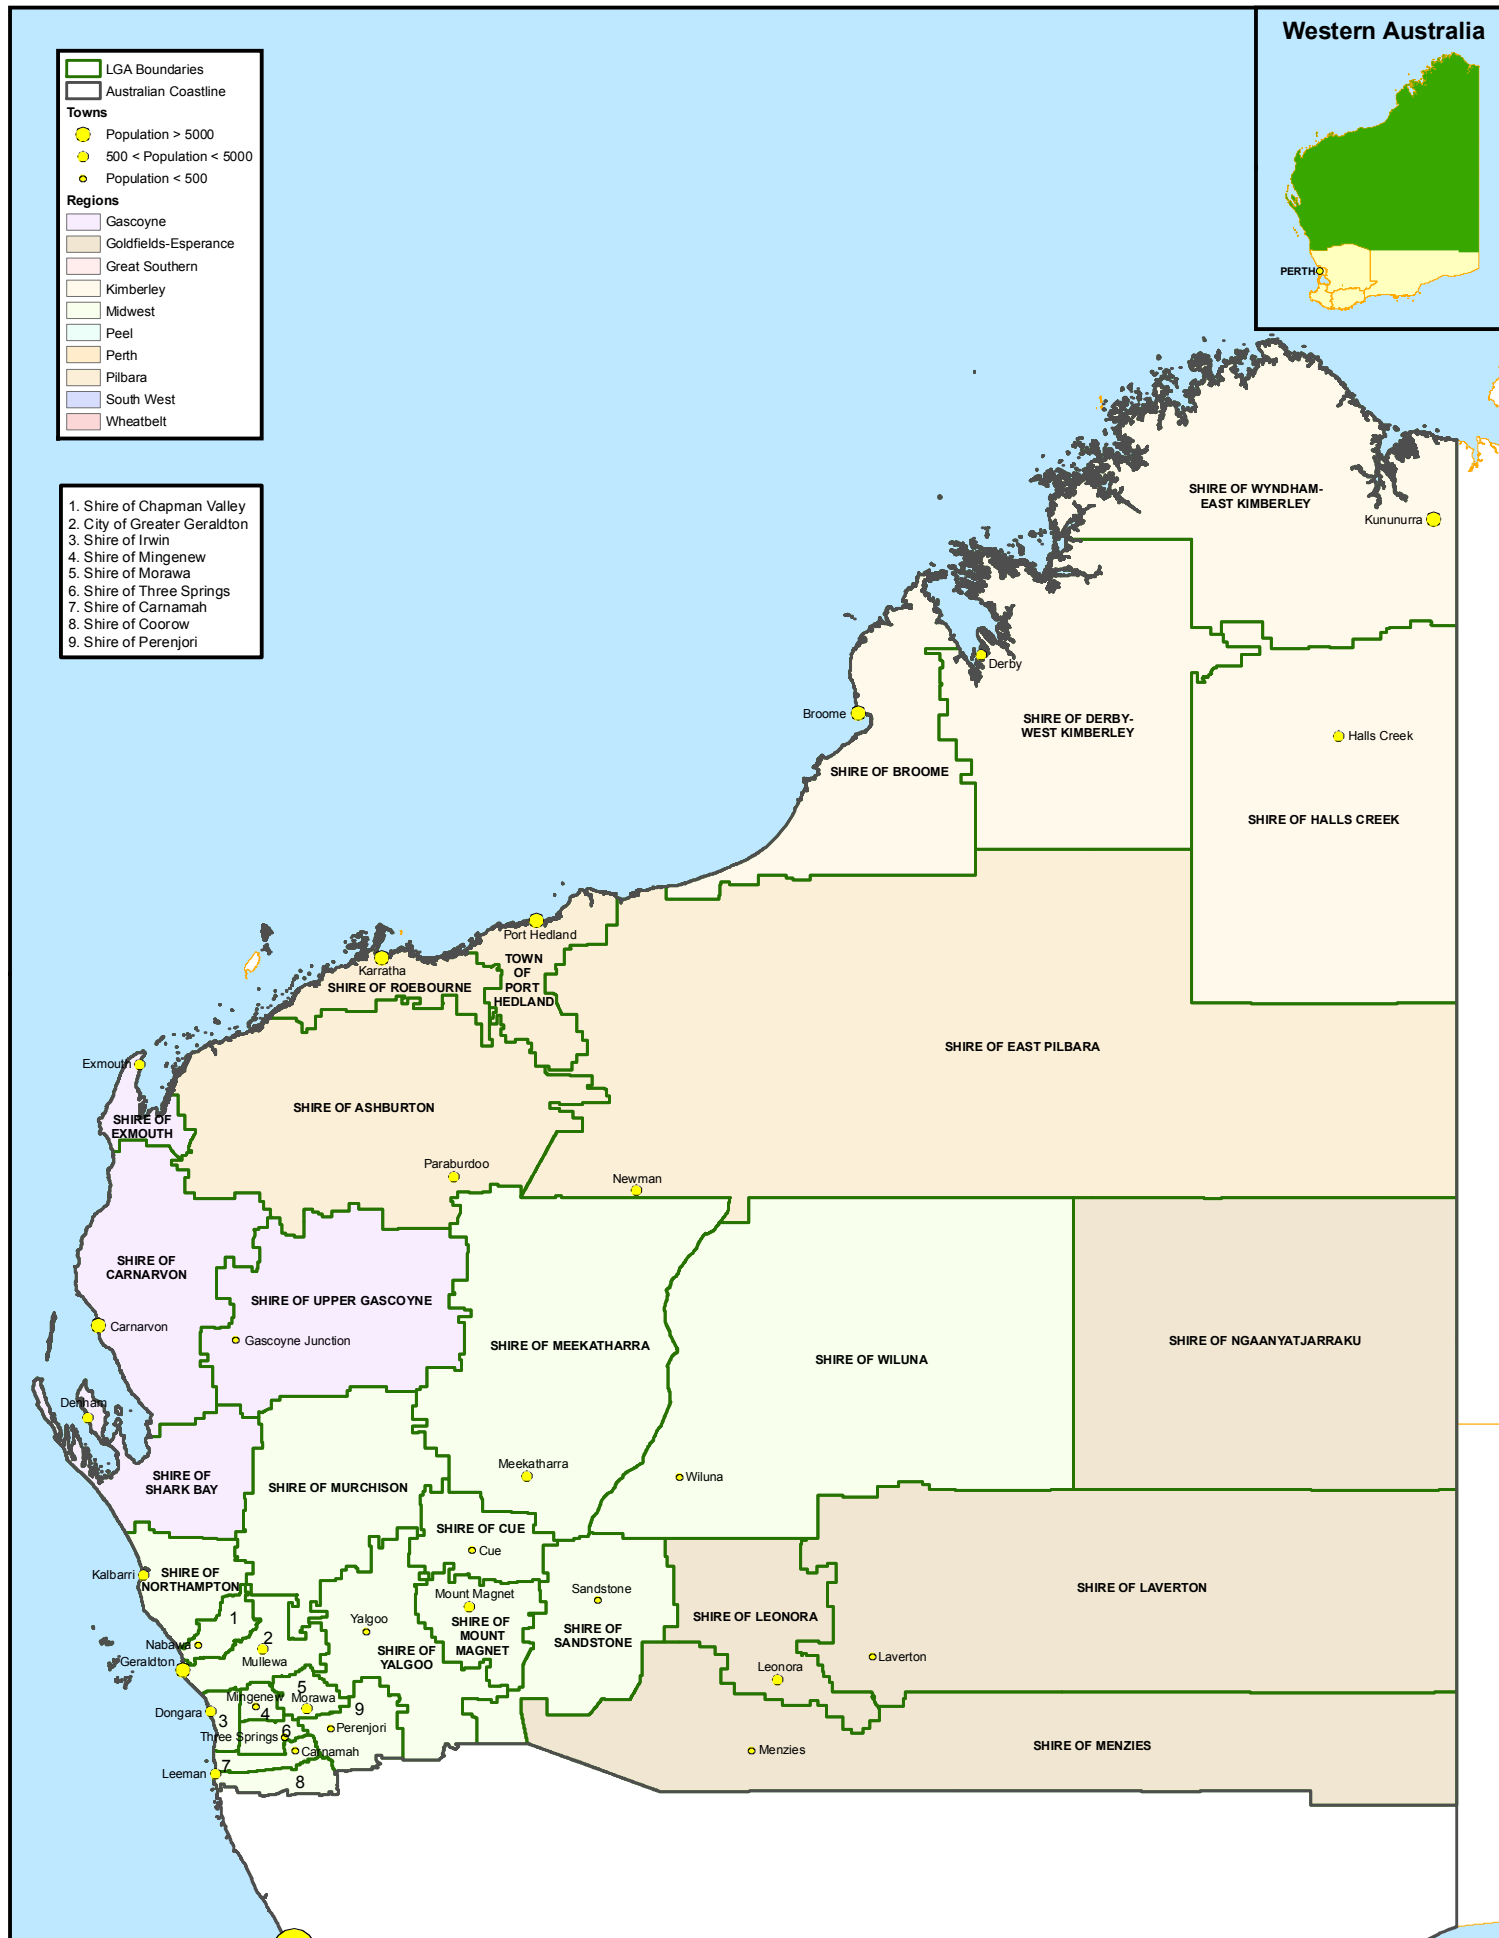 Western Australia
PERTH
LGA Boundaries
Australian Coastline
Towns
Population > 5000
500 < Population < 5000
Population < 500
Regions
Gascoyne
Goldfields-Esperance
Great Southern
Kimberley
Midwest
Peel
Perth
Pilbara
South West
Wheatbelt
1. Shire of Chapman Valley
2. City of Greater Geraldton
3. Shire of Irwin
4. Shire of Mingenew
5. Shire of Morawa
6. Shire of Three Springs
7. Shire of Carnamah
8. Shire of Coorow
9. Shire of Perenjori
SHIRE OF WYNDHAM-
EAST KIMBERLEY
Kununurra
Derby
Broome
SHIRE OF DERBY-
WEST KIMBERLEY
Halls Creek
SHIRE OF BROOME
SHIRE OF HALLS CREEK
Port Hedland
TOWN
OF
PORT
HEDLAND
Karratha
SHIRE OF ROEBOURNE
SHIRE OF EAST PILBARA
Exmouth
SHIRE OF
EXMOUTH
SHIRE OF ASHBURTON
Paraburdoo
Newman
SHIRE OF
CARNARVON
SHIRE OF UPPER GASCOYNE
Carnarvon
Gascoyne Junction
SHIRE OF MEEKATHARRA
SHIRE OF WILUNA
SHIRE OF NGAANYATJARRAKU
Denham
SHIRE OF
SHARK BAY
SHIRE OF MURCHISON
Meekatharra
Wiluna
SHIRE OF CUE
Cue
Kalbarri
SHIRE OF
NORTHAMPTON
Mount Magnet
SHIRE OF
MOUNT
MAGNET
Sandstone
SHIRE OF
SANDSTONE
SHIRE OF LEONORA
SHIRE OF LAVERTON
1
Yalgoo
SHIRE OF
YALGOO
2
Nabawa
Mullewa
Geraldton
Laverton
Leonora
5
Mingenew
Morawa
9
Dongara
3
4
6
Perenjori
Three Springs
Carnamah
Menzies
SHIRE OF MENZIES
7
Leeman
8